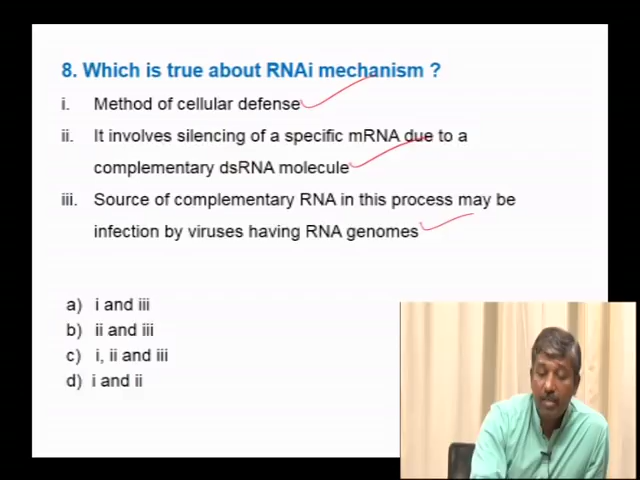 8. Which is true about RNAi mechanism ?
i. Method of cellular defense
ii. It involves silencing of a specific mRNA due to a
complementary dsRNA molecule
iii. Source of complementary RNA in this process may be
infection by viruses having RNA genomes
a) i and iii
b) ii and iii
c) i, ii and iii
d) i and ii